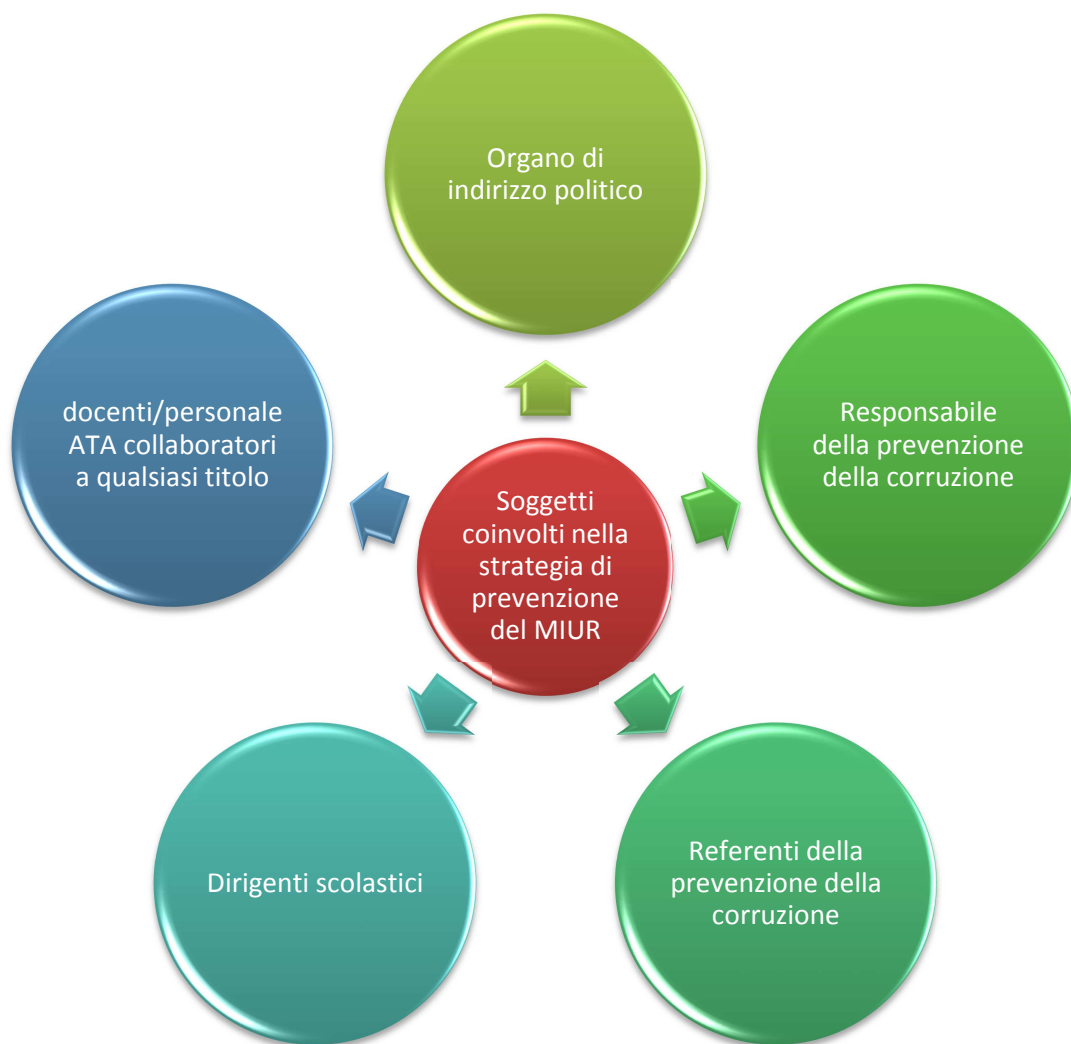 Organo di
indirizzo politico
Responsabile
della prevenzione
della corruzione
Referenti della
prevenzione della
corruzione
Dirigenti scolastici
docenti/personale
ATA collaboratori
a qualsiasi titolo
Soggetti
coinvolti nella
strategia di
prevenzione
del MIUR